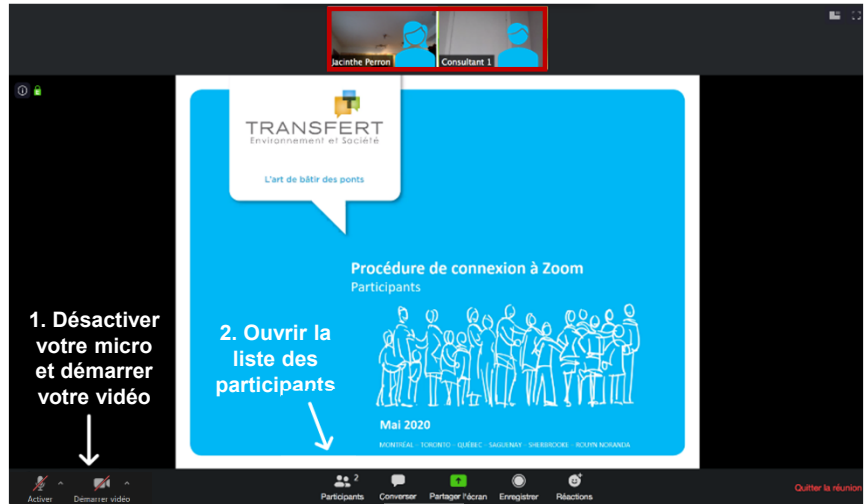 Jacinthe Perron
Consultant 1
TRANSFERT
Environnement et Société
L'art de bâtir des ponts
Procédure de connexion à Zoom
Participants
1. Désactiver
votre micro
et démarrer
votre vidéo
2. Ouvrir la
liste des
participants
Mai 2020
MONTRÉAL - TORONTO - QUÉBEC - SAGUENAY - SHERBROOKE - ROUYN NORANDA
Activer
Démarrer vidéo
2
Participants
Converser
Partager l'écran
Enregistrer
Réactions
Quitter la réunion